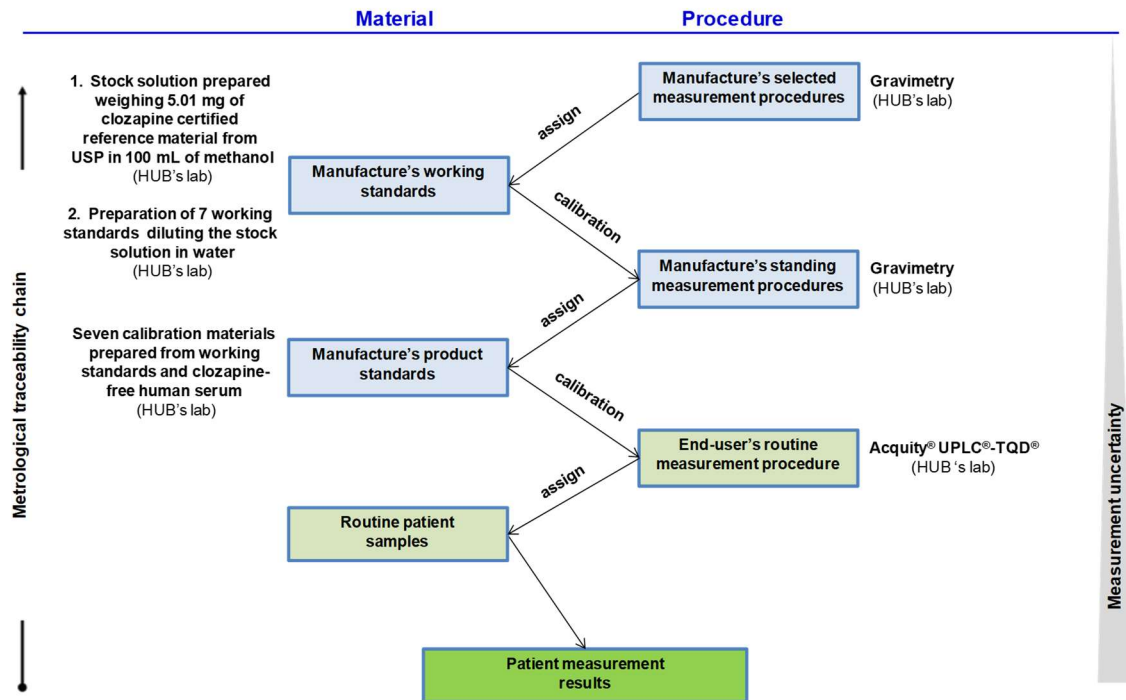 Material
Procedure
1. Stock solution prepared
weighing 5.01 mg of
clozapine certified
reference material from
USP in 100 mL of methanol
(HUB's lab)
Manufacture's selected
measurement procedures
Gravimetry
(HUB's lab)
assign
Manufacture's working
standards
2. Preparation of 7 working
standards diluting the stock
solution in water
(HUB's lab)
calibration
Manufacture's standing
measurement procedures
Gravimetry
(HUB's lab)
assign
Seven calibration materials
prepared from working
standards and clozapine-
free human serum
(HUB's lab)
Manufacture's product
standards
calibration
End-user's routine
measurement procedure
Acquity® UPLC®-TQD®
(HUB 's lab)
assign
Routine patient
samples
Patient measurement
results
Metrological traceability chain
Measurement uncertainty